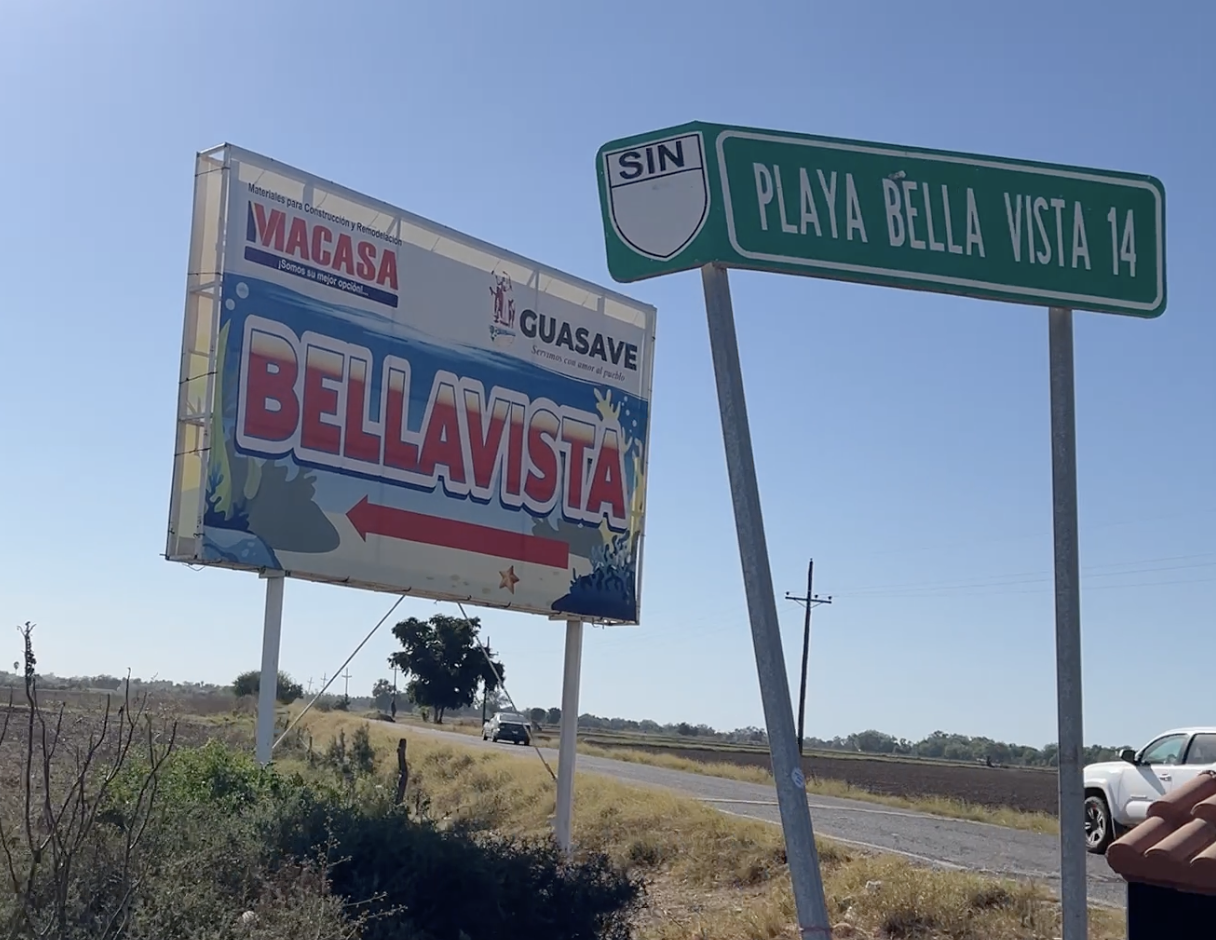 Materiales para Construcción y Remodelación
MACASA
¡Somos su mejor opción!...
GUASAVE
Servimos con amor al pueblo
BELLAVISTA
SIN
PLAYA BELLA VISTA 14